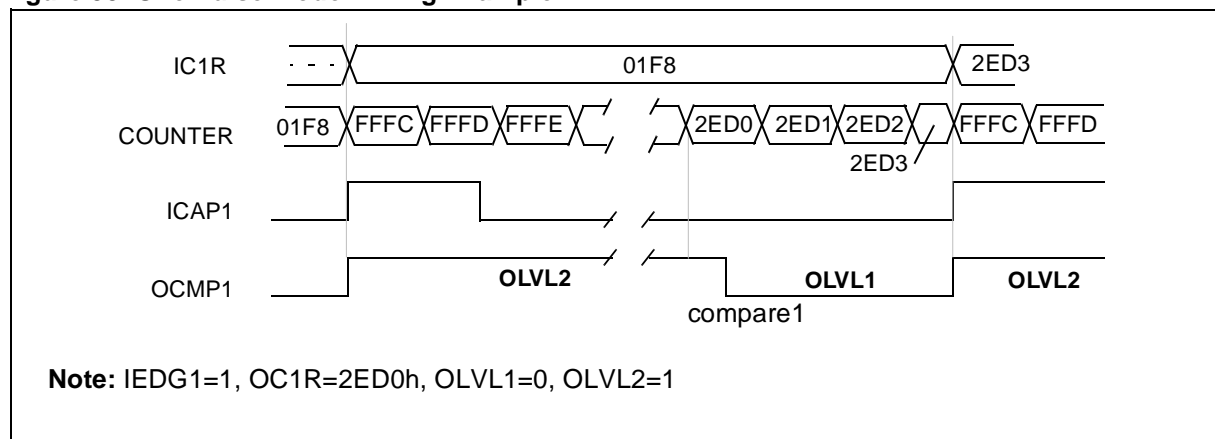 IC1R - - - 01F8 2ED3
COUNTER 01F8 FFFC FFFD FFFE 2ED0 2ED1 2ED2 FFFC FFFD
2ED3
ICAP1
OCMP1 OLVL2 OLVL1 OLVL2
compare1
Note: IEDG1=1, OC1R=2ED0h, OLVL1=0, OLVL2=1